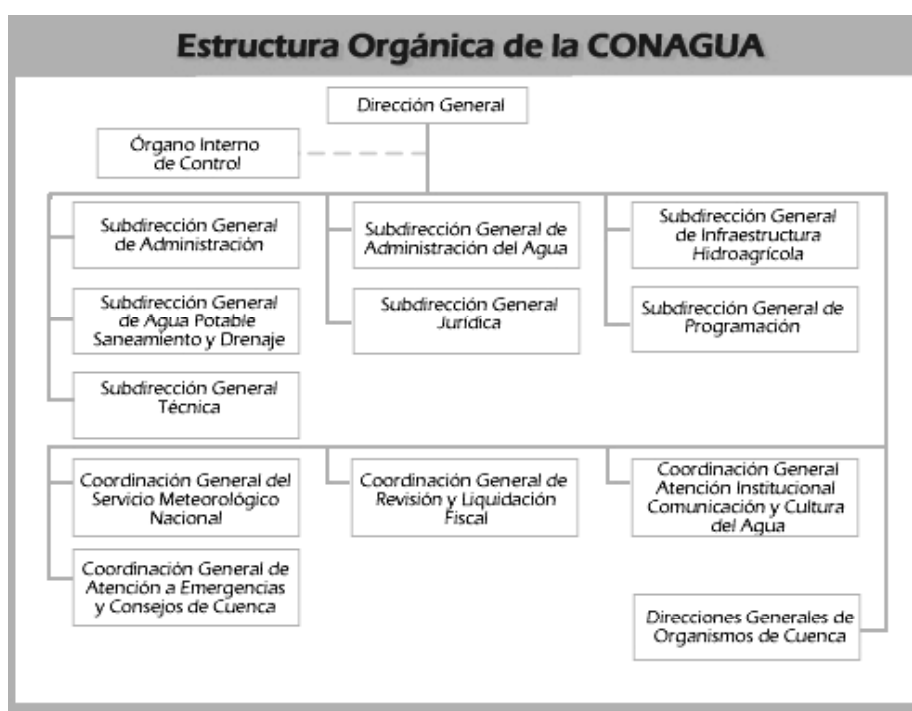 Estructura Orgánica de la CONAGUA
Dirección General
Órgano Interno
de Control
Subdirección General
de Administración
Subdirección General de
Administración del Agua
Subdirección General
de Infraestructura
Hidroagrícola
Subdirección General
de Agua Potable
Saneamiento y Drenaje
Subdirección General
Jurídica
Subdirección General de
Programación
Subdirección General
Técnica
Coordinación General del
Servicio Meteorológico
Nacional
Coordinación General de
Revisión y Liquidación
Fiscal
Coordinación General
Atención Institucional
Comunicación y Cultura
del Agua
Coordinación General de
Atención a Emergencias
y Consejos de Cuenca
Direcciones Generales de
Organismos de Cuenca